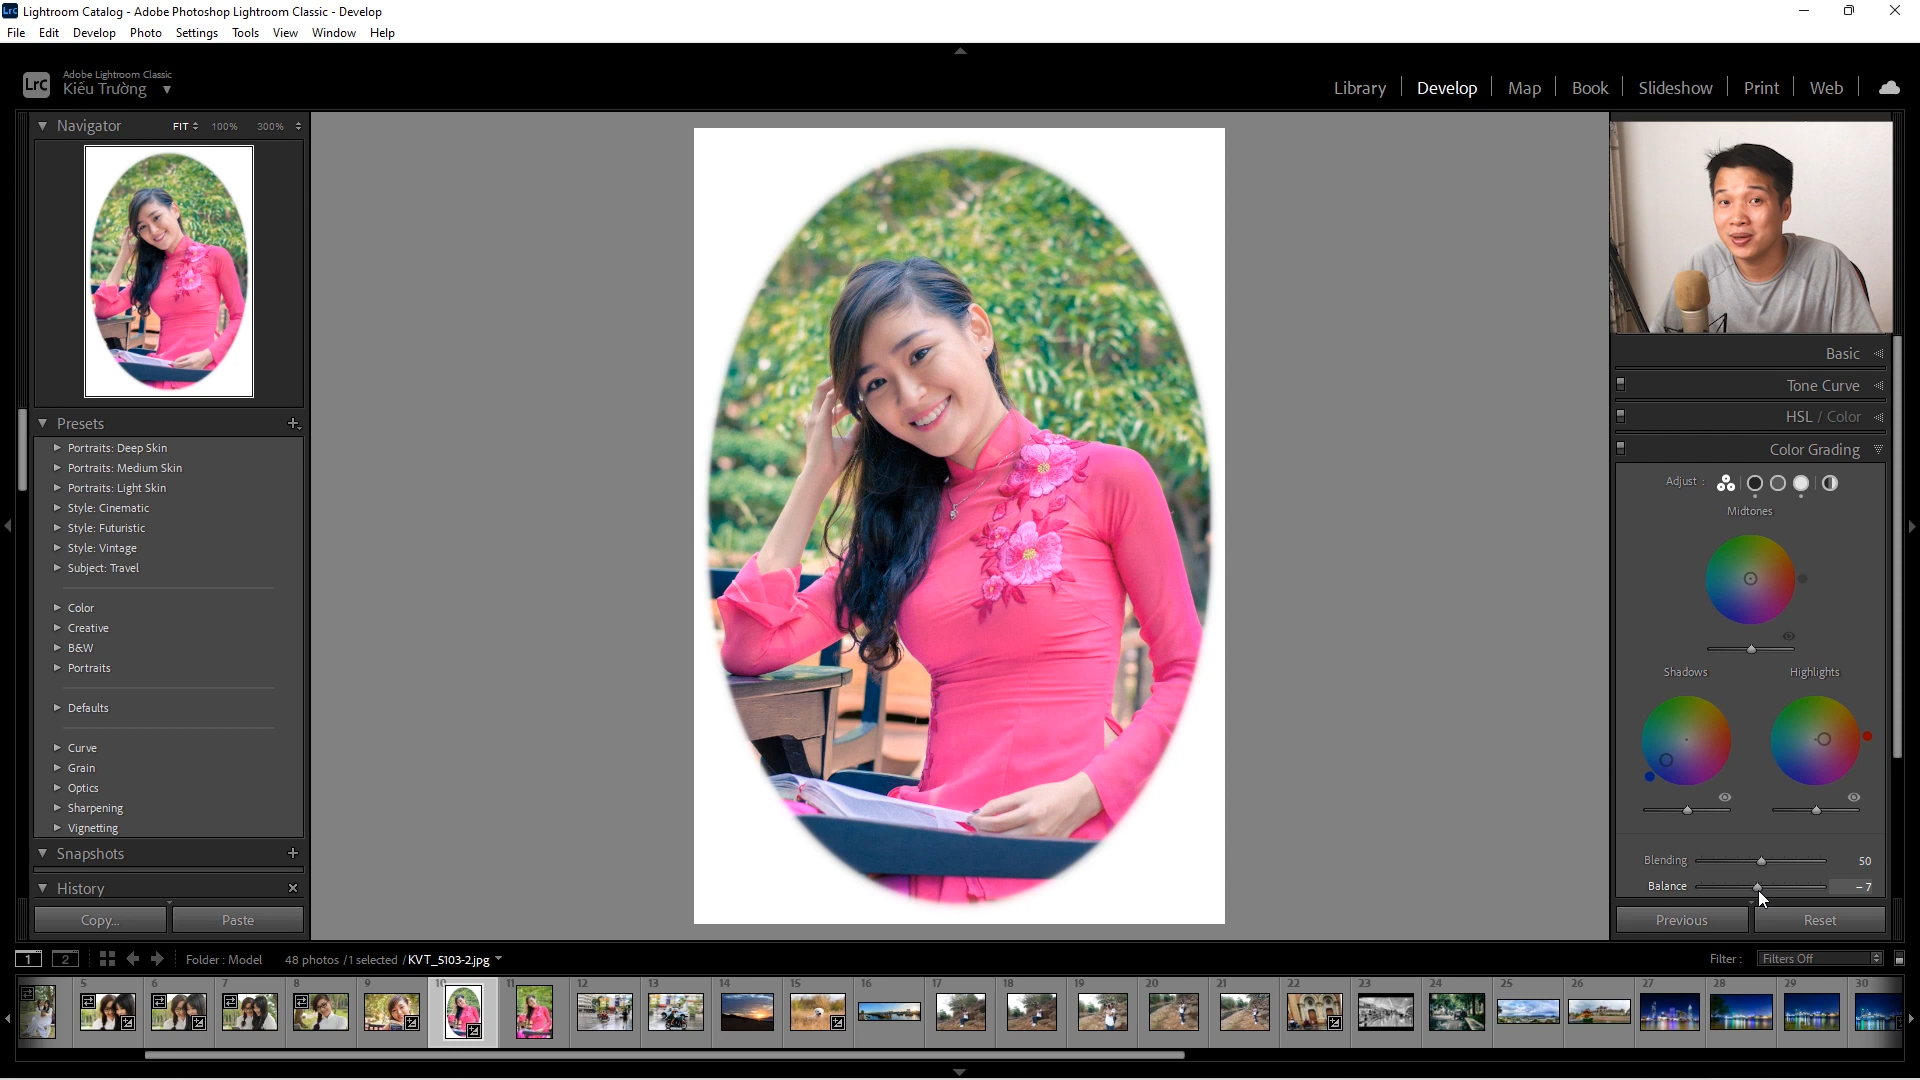 Lrc Lightroom Catalog - Adobe Photoshop Lightroom Classic - Develop
File Edit Develop Photo Settings Tools View Window Help
LrC
Adobe Lightroom Classic
Kiều Trường
Library Develop Map Book Slideshow Print Web
Navigator FIT 100% 300%
Presets
Portraits: Deep Skin
Portraits: Medium Skin
Portraits: Light Skin
Style: Cinematic
Style: Futuristic
Style: Vintage
Subject: Travel
Color
Creative
B&W
Portraits
Defaults
Curve
Grain
Optics
Sharpening
Vignetting
Snapshots
History
Copy... Paste
Basic
Tone Curve
HSL / Color
Color Grading
Adjust :
Midtones
Shadows Highlights
Blending 50
Balance – 7
Previous Reset
1 2 Folder : Model 48 photos / 1 selected / KVT_5103-2.jpg Filter : Filters Off
5 6 7 8 9 10 11 12 13 14 15 16 17 18 19 20 21 22 23 24 25 26 27 28 29 30